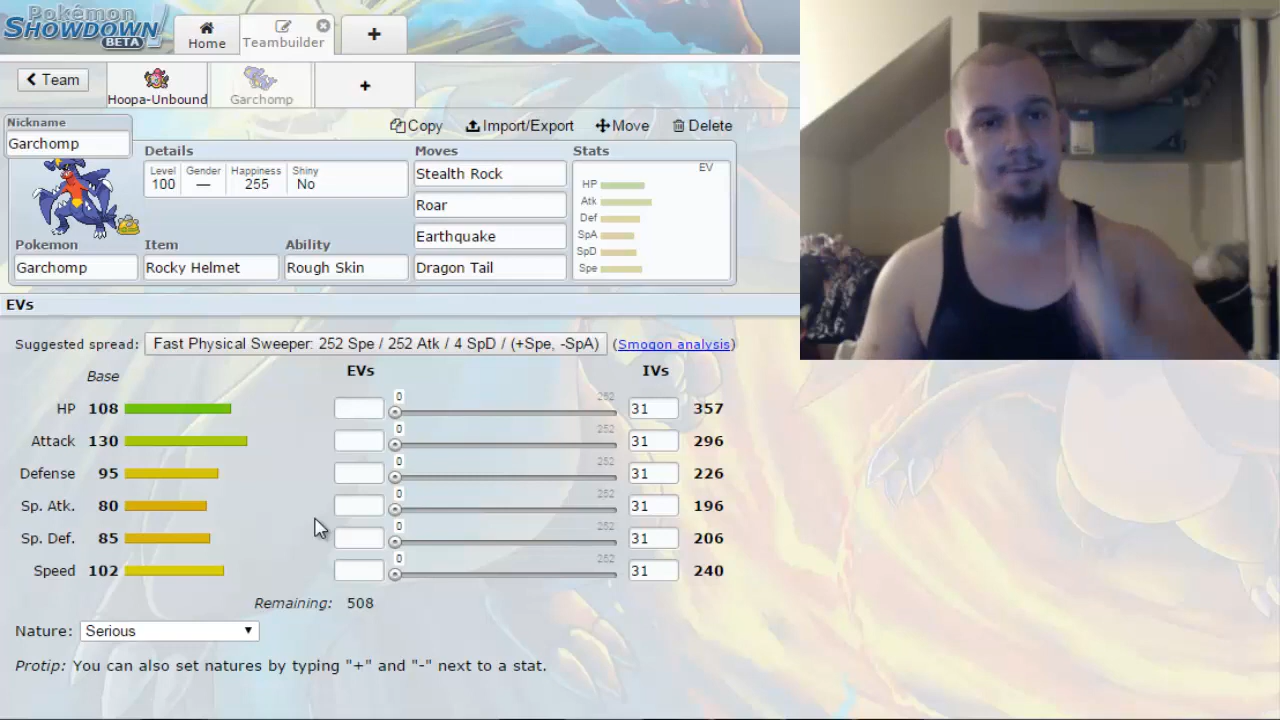 Pokémon
SHOWDOWN!
BETA
Home
Teambuilder
+
Team
Hoopa-Unbound
Garchomp
+
Copy
Import/Export
Move
Delete
Nickname
Garchomp
Details
Level
100
Gender
—
Happiness
255
Shiny
No
Moves
Stealth Rock
Roar
Earthquake
Dragon Tail
Stats
EV
HP
Atk
Def
SpA
SpD
Spe
Pokemon
Garchomp
Item
Rocky Helmet
Ability
Rough Skin
EVs
Suggested spread: Fast Physical Sweeper: 252 Spe / 252 Atk / 4 SpD / (+Spe, -SpA) (Smogon analysis)
Base EVs IVs
HP 108 0 252 31 357
Attack 130 0 252 31 296
Defense 95 0 252 31 226
Sp. Atk. 80 0 252 31 196
Sp. Def. 85 0 252 31 206
Speed 102 0 252 31 240
Remaining: 508
Nature: Serious
Protip: You can also set natures by typing "+" and "-" next to a stat.